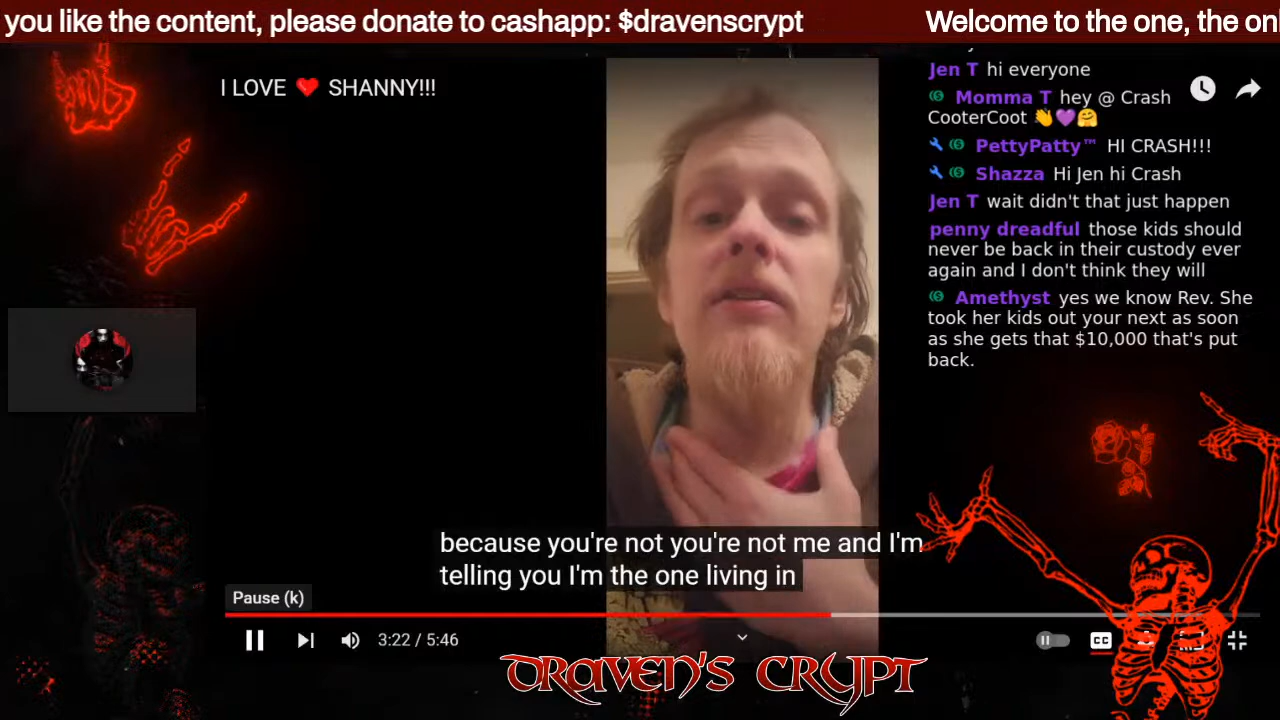 you like the content, please donate to cashapp: $dravenscrypt
Welcome to the one, the onl
I LOVE ❤️ SHANNY!!!
Jen T hi everyone
Momma T hey @ Crash
CooterCoot 👋💜🤗
PettyPatty™ HI CRASH!!!
Shazza Hi Jen hi Crash
Jen T wait didn't that just happen
penny dreadful those kids should
never be back in their custody ever
again and I don't think they will
Amethyst yes we know Rev. She
took her kids out your next as soon
as she gets that $10,000 that's put
back.
because you're not you're not me and I'm
telling you I'm the one living in
Pause (k)
3:22 / 5:46
CC
DRAVEN'S CRYPT